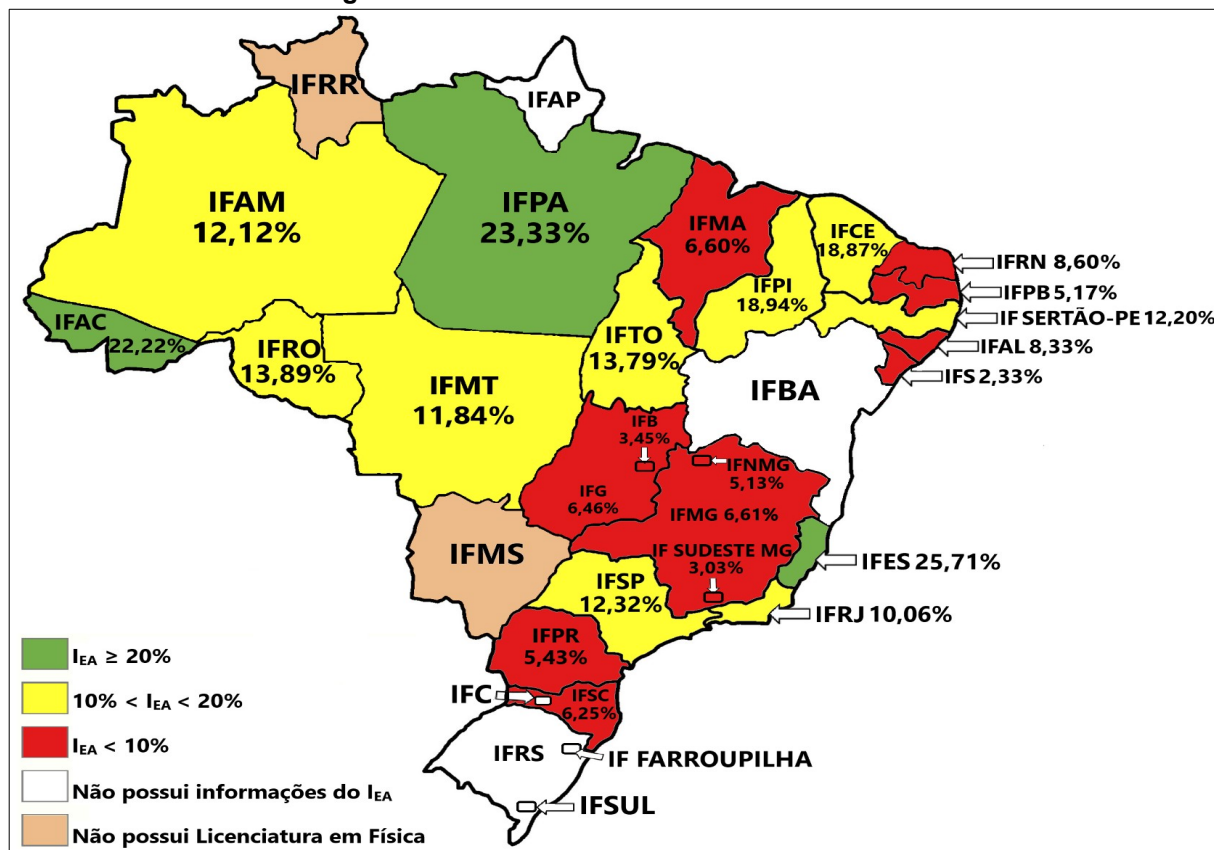 IFRR
IFAP
IFAM
12,12%
IFPA
23,33%
IFMA
6,60%
IFCE
18,87%
IFPI
18,94%
IFRN 8,60%
IFPB 5,17%
IF SERTÃO-PE 12,20%
IFAL 8,33%
IFS 2,33%
IFAC
22,22%
IFRO
13,89%
IFMT
11,84%
IFTO
13,79%
IFBA
IFB
3,45%
IFNMG
5,13%
IFG
6,46%
IFMG 6,61%
IF SUDESTE MG
3,03%
IFMS
IFES 25,71%
IFSP
12,32%
IFRJ 10,06%
IFPR
5,43%
IFC
IFSC
6,25%
IFRS
IF FARROUPILHA
IFSUL
IEA ≥ 20%
10% < IEA < 20%
IEA < 10%
Não possui informações do IEA
Não possui Licenciatura em Física